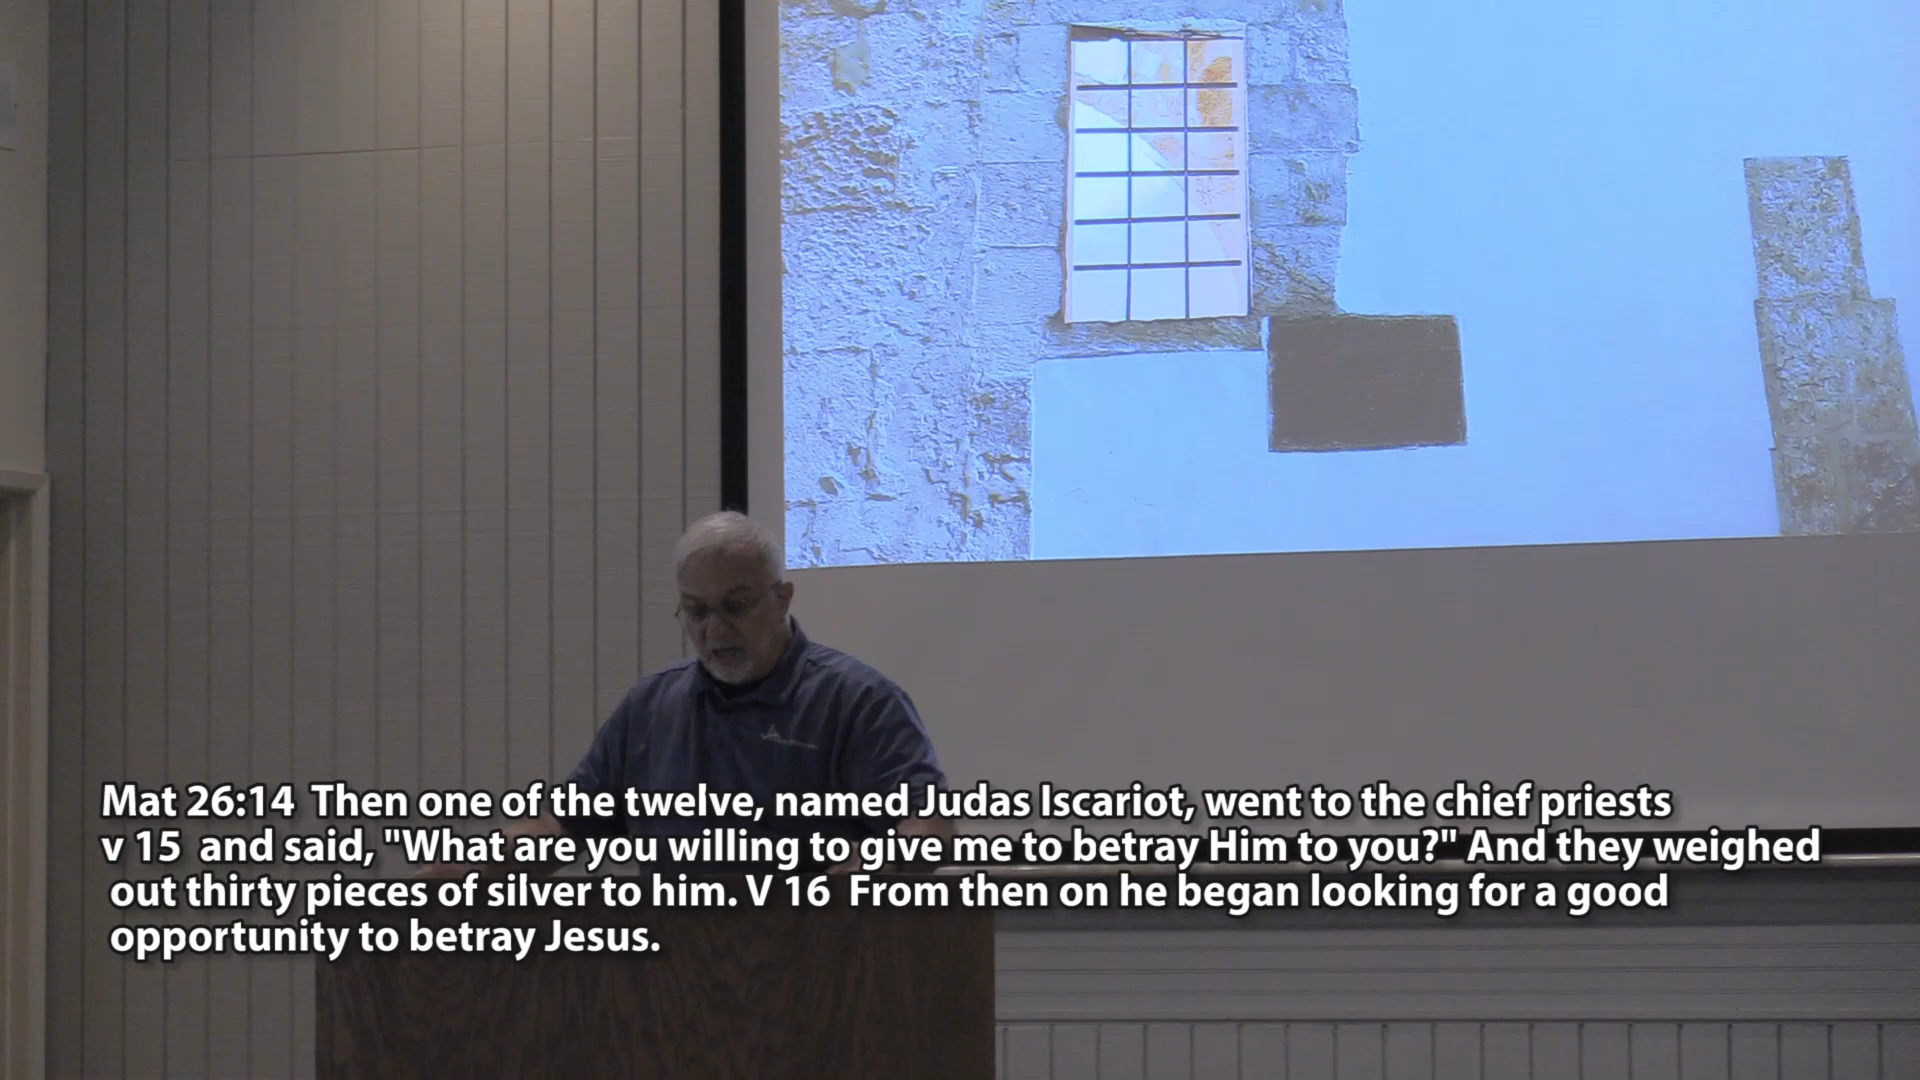 Mat 26:14  Then one of the twelve, named Judas Iscariot, went to the chief priests
v 15  and said, "What are you willing to give me to betray Him to you?" And they weighed
out thirty pieces of silver to him. V 16  From then on he began looking for a good
opportunity to betray Jesus.